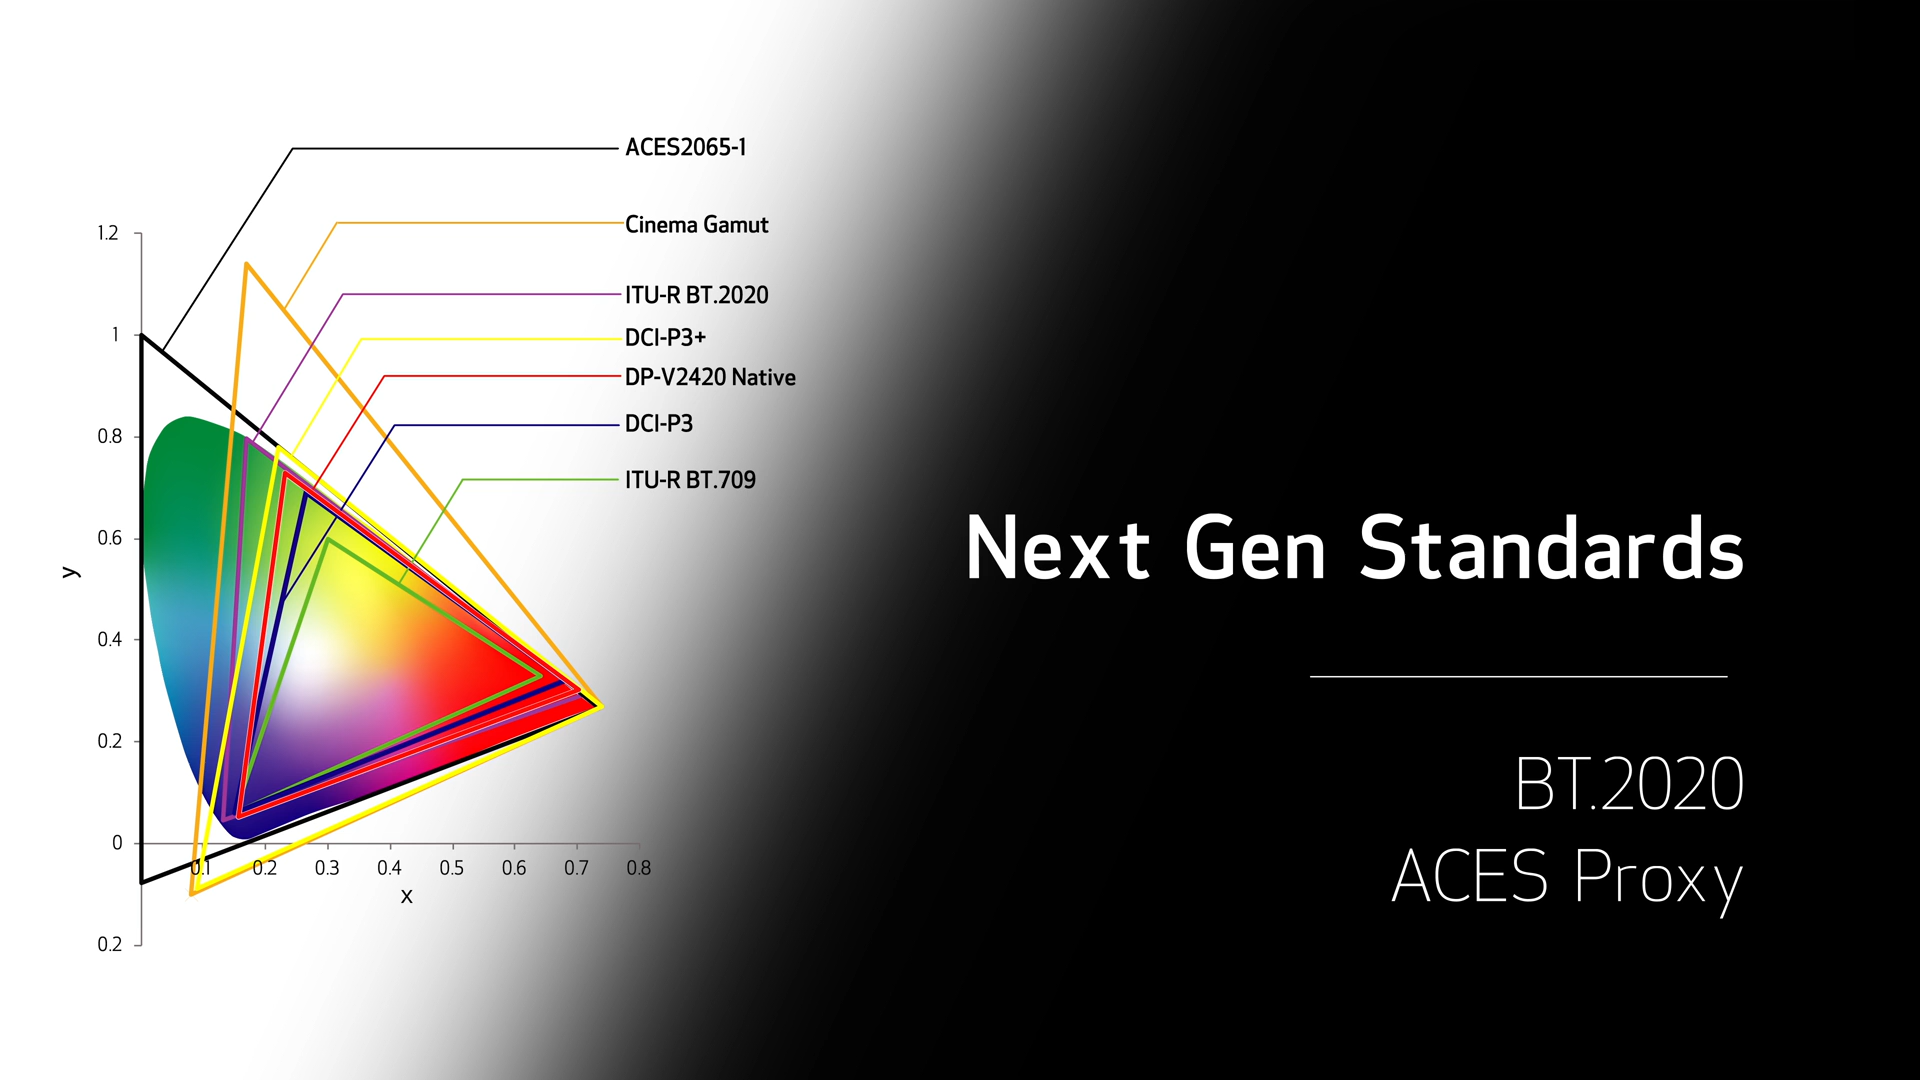 ACES2065-1
Cinema Gamut
ITU-R BT.2020
DCI-P3+
DP-V2420 Native
DCI-P3
ITU-R BT.709
1.2
1
0.8
0.6
0.4
0.2
0
0.2
y
0.1 0.2 0.3 0.4 0.5 0.6 0.7 0.8
x
Next Gen Standards
BT.2020
ACES Proxy